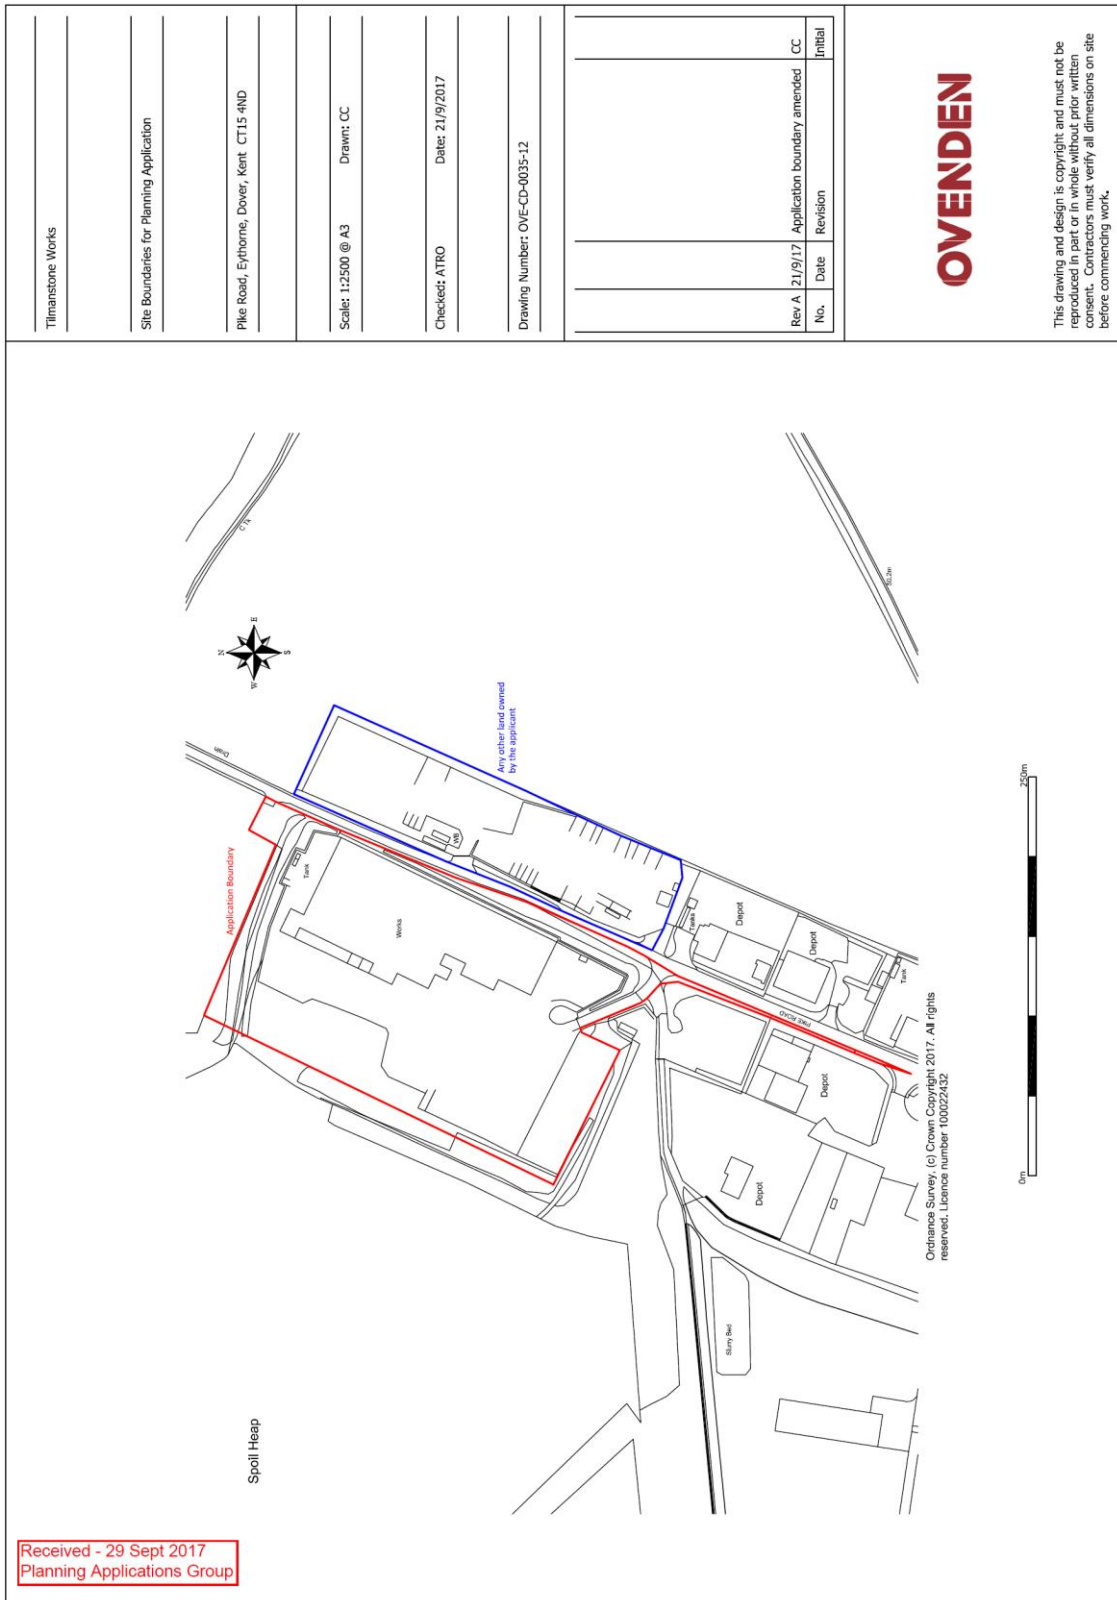 Tilmanstone Works
Site Boundaries for Planning Application
Pike Road, Eythorne, Dover, Kent CT15 4ND
Scale: 1:2500 @ A3
Drawn: CC
Checked: ATRO
Date: 21/9/2017
Drawing Number: OVE-CD-0035-12
Rev A 21/9/17 Application boundary amended CC
No. Date Revision Initial
OVENDEN
This drawing and design is copyright and must not be
reproduced in part or in whole without prior written
consent. Contractors must verify all dimensions on site
before commencing work.
C Tk
50.2m
N
E
S
W
Drain
Any other land owned
by the applicant
Application Boundary
Tank
WB
Works
Tanks
Depot
Depot
Tank
PIKE ROAD
Depot
Depot
Slurry Bed
Spoil Heap
Ordnance Survey, (c) Crown Copyright 2017. All rights
reserved. Licence number 100022432
0m
250m
Received - 29 Sept 2017
Planning Applications Group